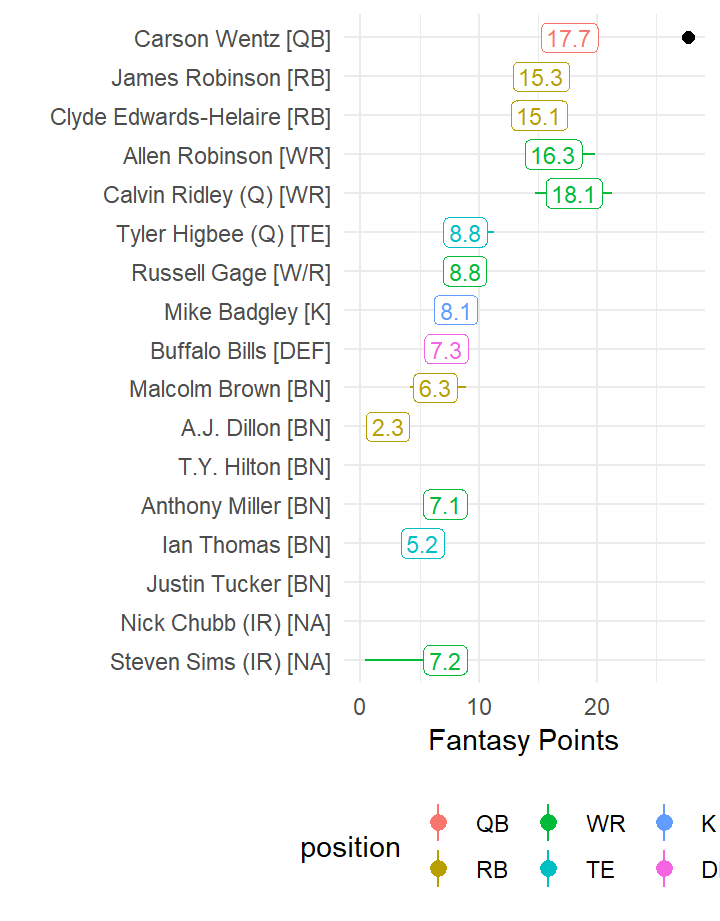 Carson Wentz [QB] 17.7
James Robinson [RB] 15.3
Clyde Edwards-Helaire [RB] 15.1
Allen Robinson [WR] 16.3
Calvin Ridley (Q) [WR] 18.1
Tyler Higbee (Q) [TE] 8.8
Russell Gage [W/R] 8.8
Mike Badgley [K] 8.1
Buffalo Bills [DEF] 7.3
Malcolm Brown [BN] 6.3
A.J. Dillon [BN] 2.3
T.Y. Hilton [BN]
Anthony Miller [BN] 7.1
Ian Thomas [BN] 5.2
Justin Tucker [BN]
Nick Chubb (IR) [NA]
Steven Sims (IR) [NA] 7.2
0 10 20
Fantasy Points
position
QB WR K
RB TE